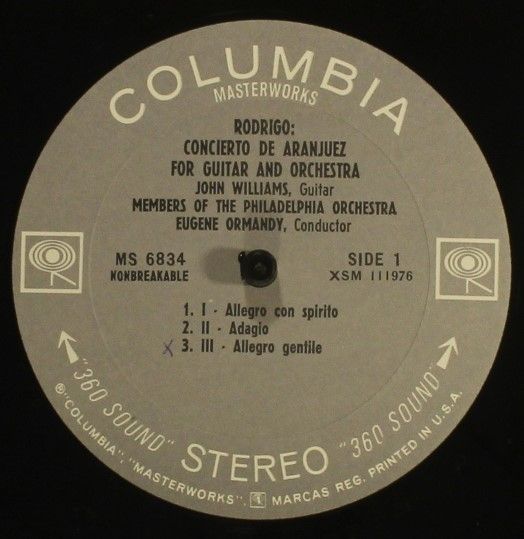 COLUMBIA
MASTERWORKS
RODRIGO:
CONCIERTO DE ARANJUEZ
FOR GUITAR AND ORCHESTRA
JOHN WILLIAMS, Guitar
MEMBERS OF THE PHILADELPHIA ORCHESTRA
EUGENE ORMANDY, Conductor
MS 6834
NONBREAKABLE
SIDE 1
XSM 111976
1. I - Allegro con spirito
2. II - Adagio
X 3. III - Allegro gentile
"360 SOUND" STEREO "360 SOUND"
®"COLUMBIA", "MASTERWORKS", MARCAS REG. PRINTED IN U.S.A.